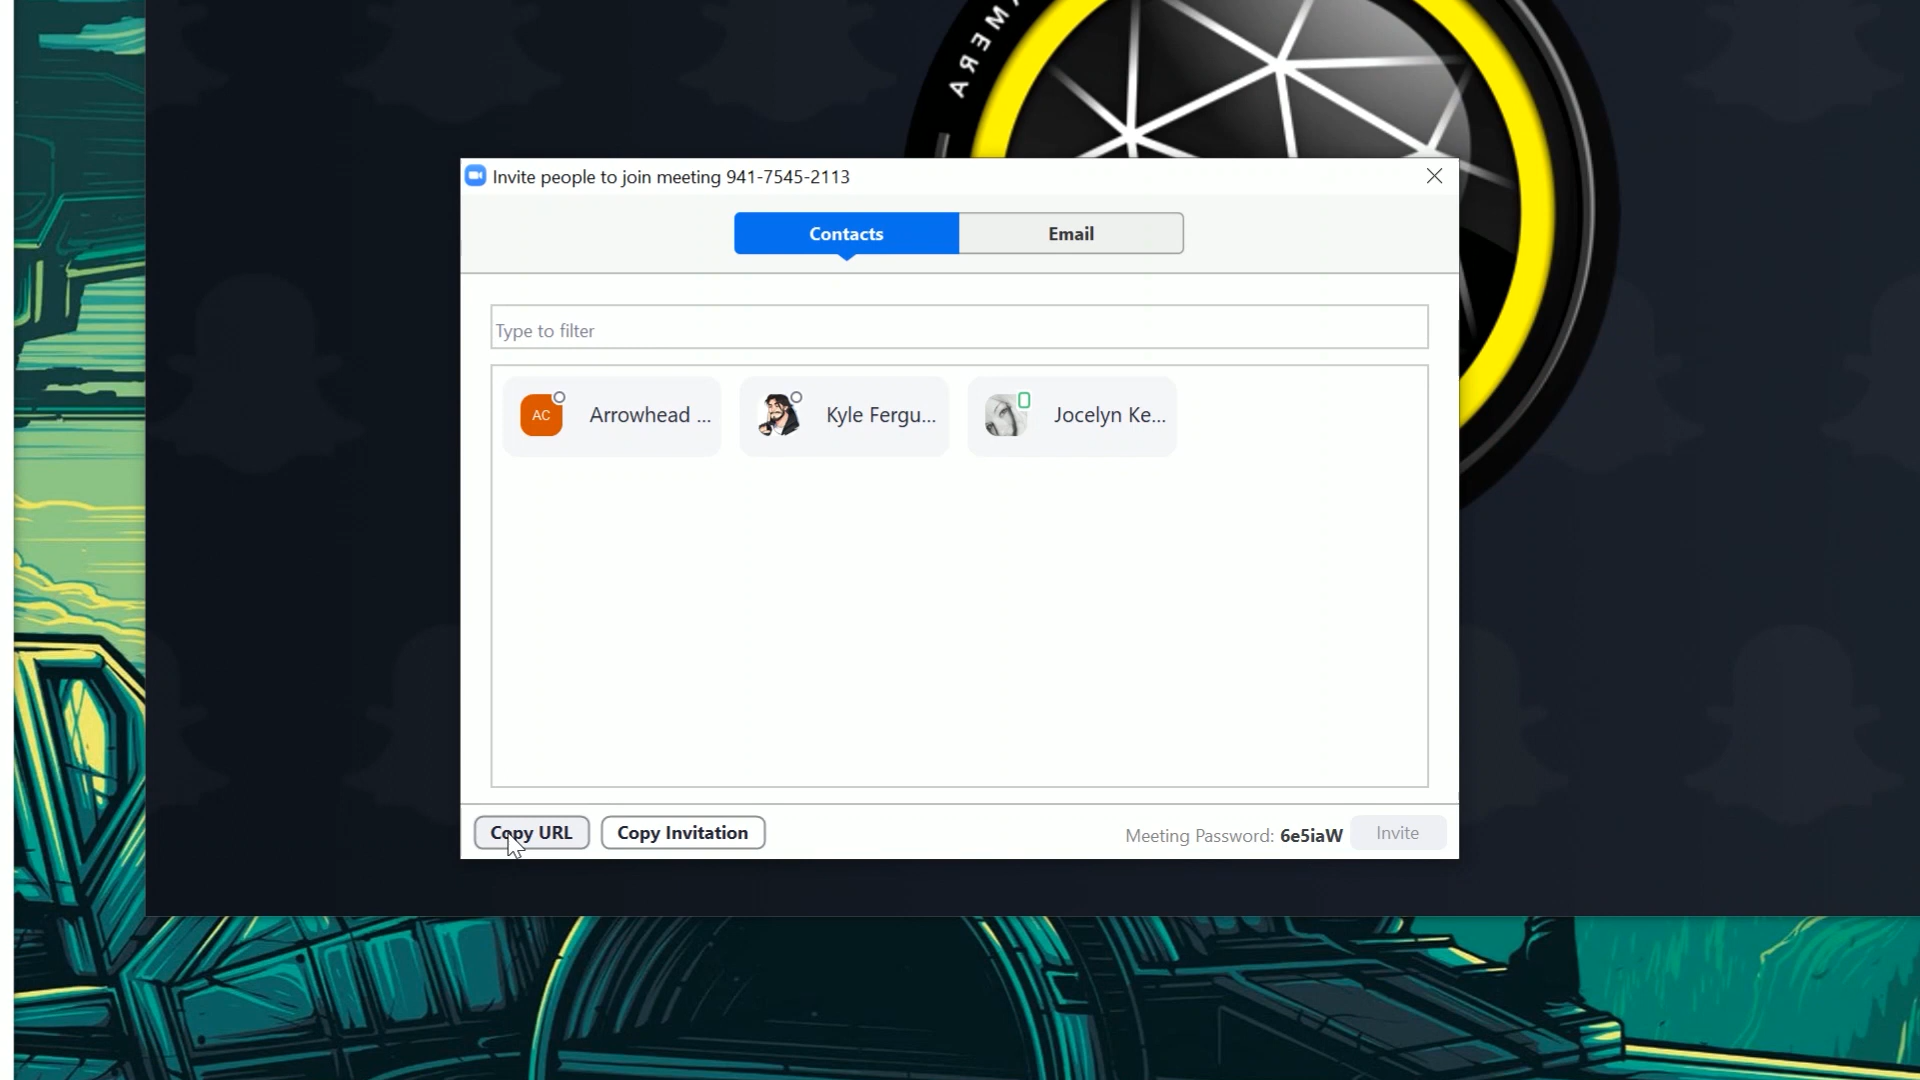 AMERA
Invite people to join meeting 941-7545-2113
Contacts
Email
Type to filter
AC
Arrowhead ...
Kyle Fergu...
Jocelyn Ke...
Copy URL
Copy Invitation
Meeting Password: 6e5iaW
Invite